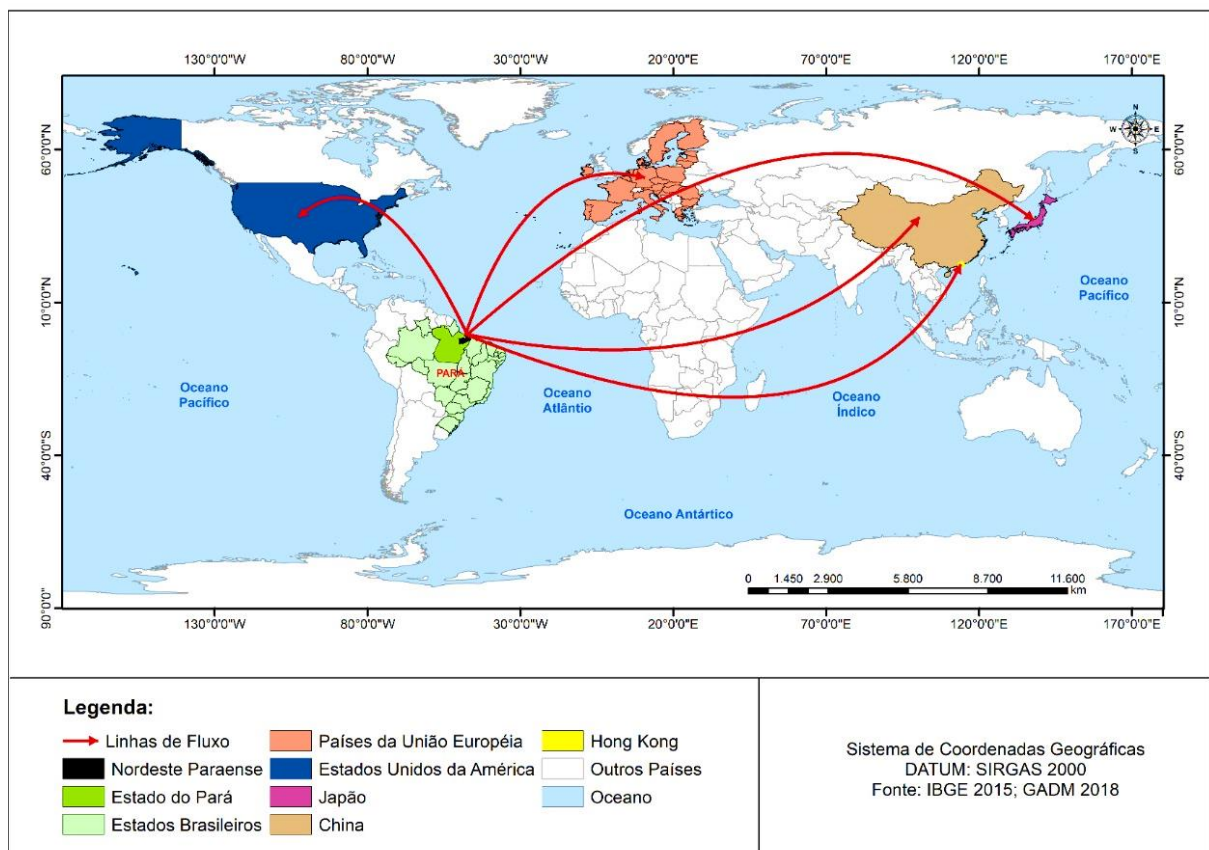 130°0'0"W 80°0'0"W 30°0'0"W 20°0'0"E 70°0'0"E 120°0'0"E 170°0'0"E
60°0'0"N
10°0'0"N
40°0'0"S
90°0'0"S
N
W E
S
60°0'0"N
10°0'0"N
40°0'0"S
Oceano
Pacífico
PARÁ
Oceano
Pacífico
Oceano
Atlântio
Oceano
Índico
Oceano Antártico
0 1.450 2.900 5.800 8.700 11.600
km
130°0'0"W 80°0'0"W 30°0'0"W 20°0'0"E 70°0'0"E 120°0'0"E 170°0'0"E
Legenda:
Linhas de Fluxo
Nordeste Paraense
Estado do Pará
Estados Brasileiros
Países da União Européia
Estados Unidos da América
Japão
China
Hong Kong
Outros Países
Oceano
Sistema de Coordenadas Geográficas
DATUM: SIRGAS 2000
Fonte: IBGE 2015; GADM 2018